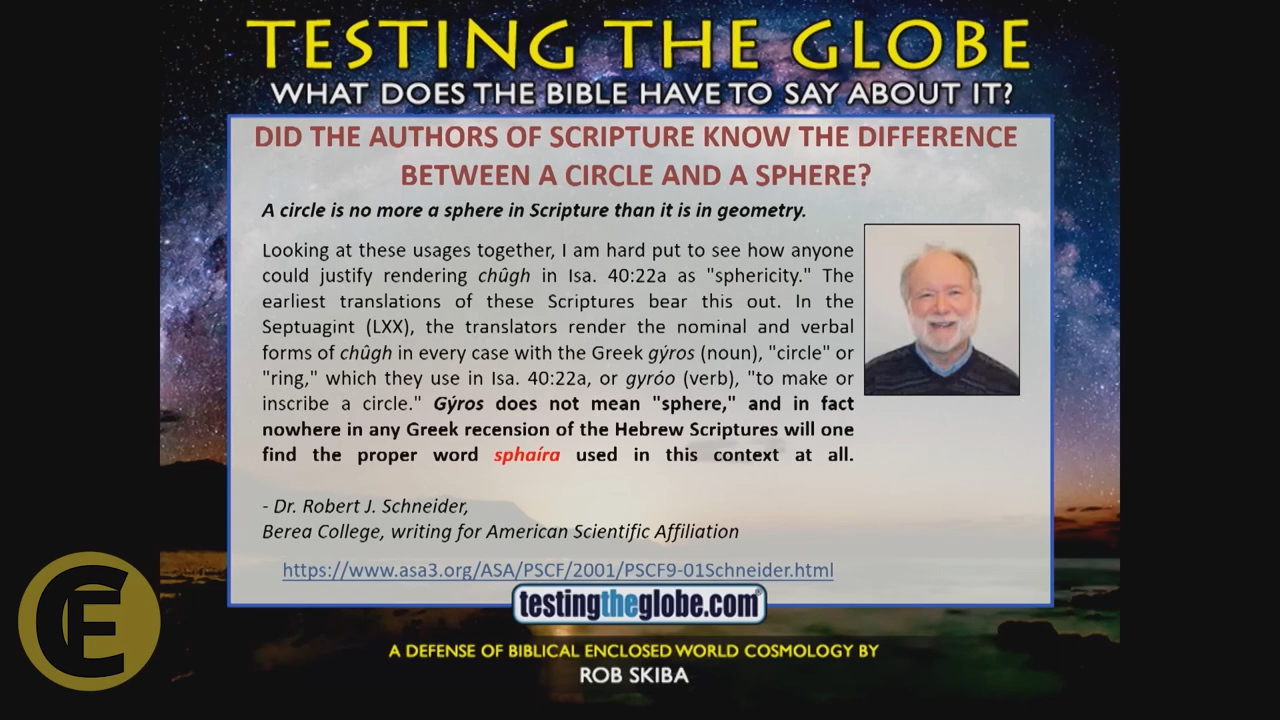 TESTING THE GLOBE
WHAT DOES THE BIBLE HAVE TO SAY ABOUT IT?
DID THE AUTHORS OF SCRIPTURE KNOW THE DIFFERENCE
BETWEEN A CIRCLE AND A SPHERE?
A circle is no more a sphere in Scripture than it is in geometry.
Looking at these usages together, I am hard put to see how anyone
could justify rendering chûgh in Isa. 40:22a as "sphericity." The
earliest translations of these Scriptures bear this out. In the
Septuagint (LXX), the translators render the nominal and verbal
forms of chûgh in every case with the Greek gýros (noun), "circle" or
"ring," which they use in Isa. 40:22a, or gyróo (verb), "to make or
inscribe a circle." Gýros does not mean "sphere," and in fact
nowhere in any Greek recension of the Hebrew Scriptures will one
find the proper word sphaíra used in this context at all.
- Dr. Robert J. Schneider,
Berea College, writing for American Scientific Affiliation
https://www.asa3.org/ASA/PSCF/2001/PSCF9-01Schneider.html
testingtheglobe.com
A DEFENSE OF BIBLICAL ENCLOSED WORLD COSMOLOGY BY
ROB SKIBA
CE